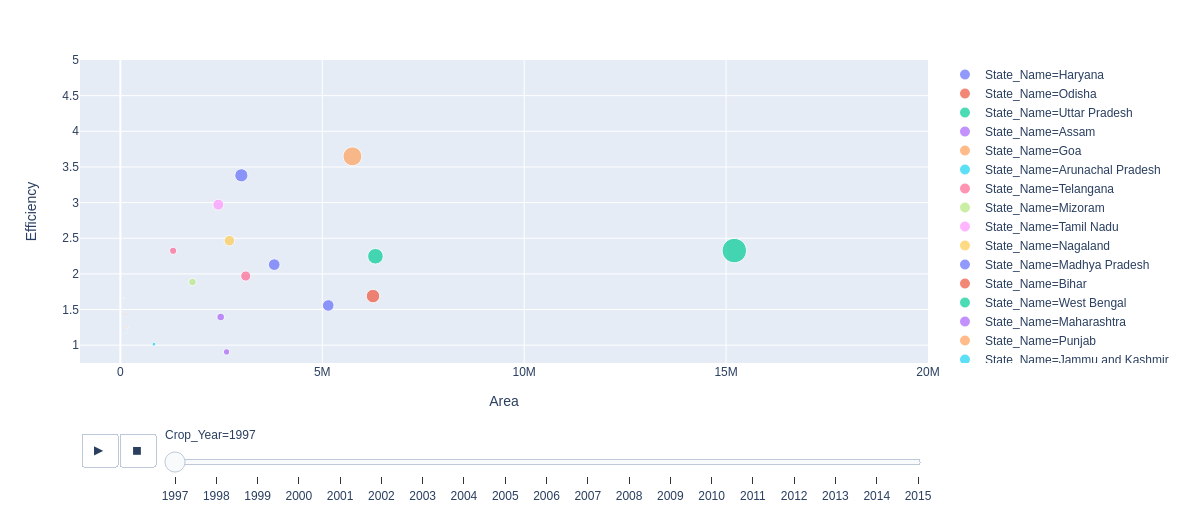 5
4.5
4
3.5
3
2.5
2
1.5
1
Efficiency
0
5M
10M
15M
20M
Area
State_Name=Haryana
State_Name=Odisha
State_Name=Uttar Pradesh
State_Name=Assam
State_Name=Goa
State_Name=Arunachal Pradesh
State_Name=Telangana
State_Name=Mizoram
State_Name=Tamil Nadu
State_Name=Nagaland
State_Name=Madhya Pradesh
State_Name=Bihar
State_Name=West Bengal
State_Name=Maharashtra
State_Name=Punjab
State_Name=Jammu and Kashmir
Crop_Year=1997
1997 1998 1999 2000 2001 2002 2003 2004 2005 2006 2007 2008 2009 2010 2011 2012 2013 2014 2015